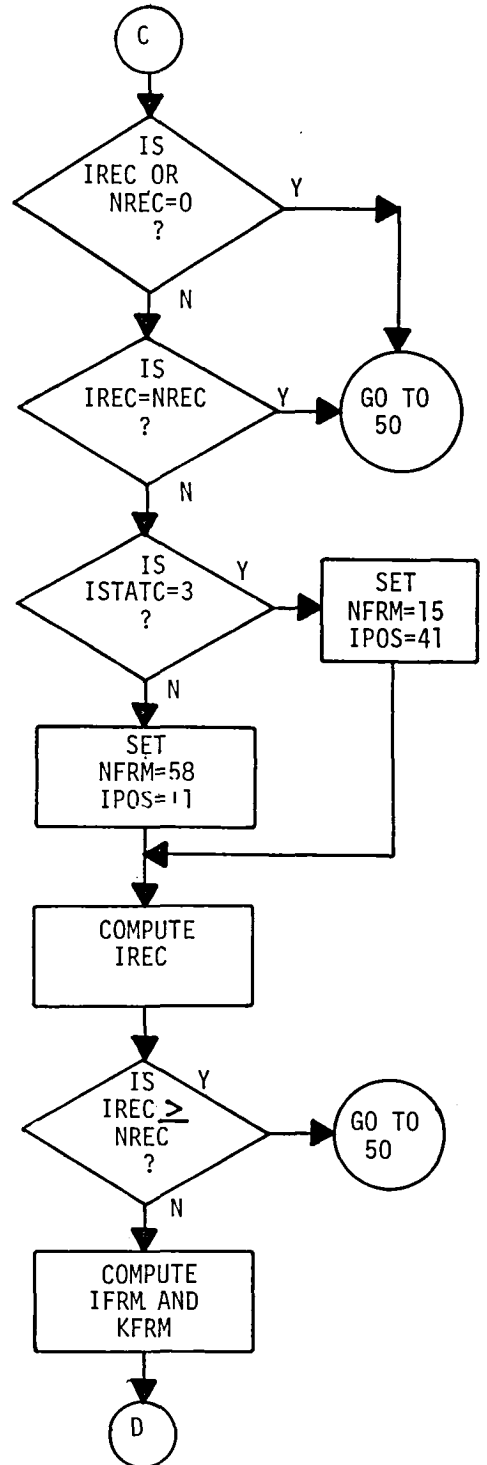 C
IS
IREC OR
NREC=0
?
Y
N
IS
IREC=NREC
?
Y
GO TO
50
N
IS
ISTATC=3
?
Y
SET
NFRM=15
IPOS=41
N
SET
NFRM=58
COMPUTE
IREC
IS
IREC ≥
NREC
?
Y
GO TO
50
N
COMPUTE
IFRM AND
KFRM
D